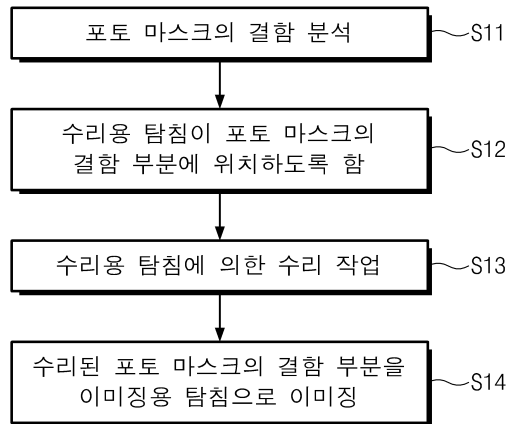 포토 마스크의 결함 분석
S11
수리용 탐침이 포토 마스크의
결함 부분에 위치하도록 함
S12
수리용 탐침에 의한 수리 작업
S13
수리된 포토 마스크의 결함 부분을
이미징용 탐침으로 이미징
S14